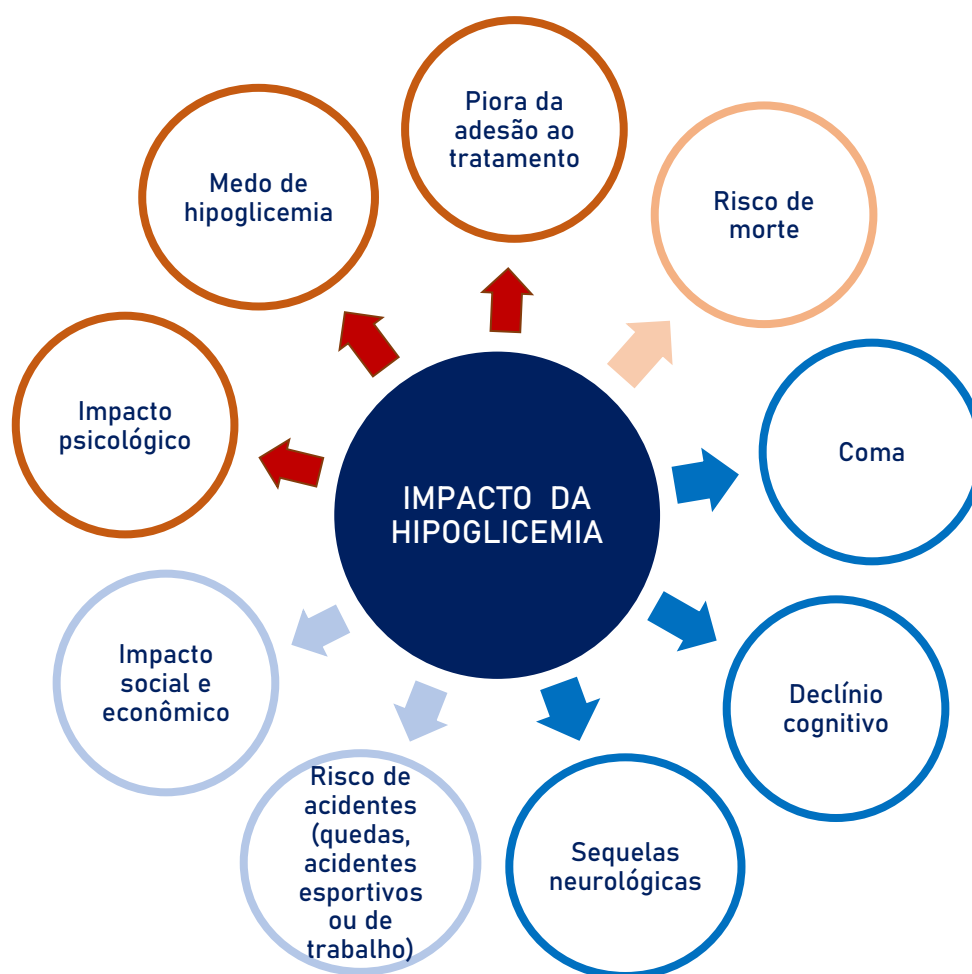 Piora da
adesão ao
tratamento
Medo de
hipoglicemia
Risco de
morte
Impacto
psicológico
Coma
IMPACTO DA
HIPOGLICEMIA
Impacto
social e
econômico
Declínio
cognitivo
Risco de
acidentes
(quedas,
acidentes
esportivos
ou de
trabalho)
Sequelas
neurológicas